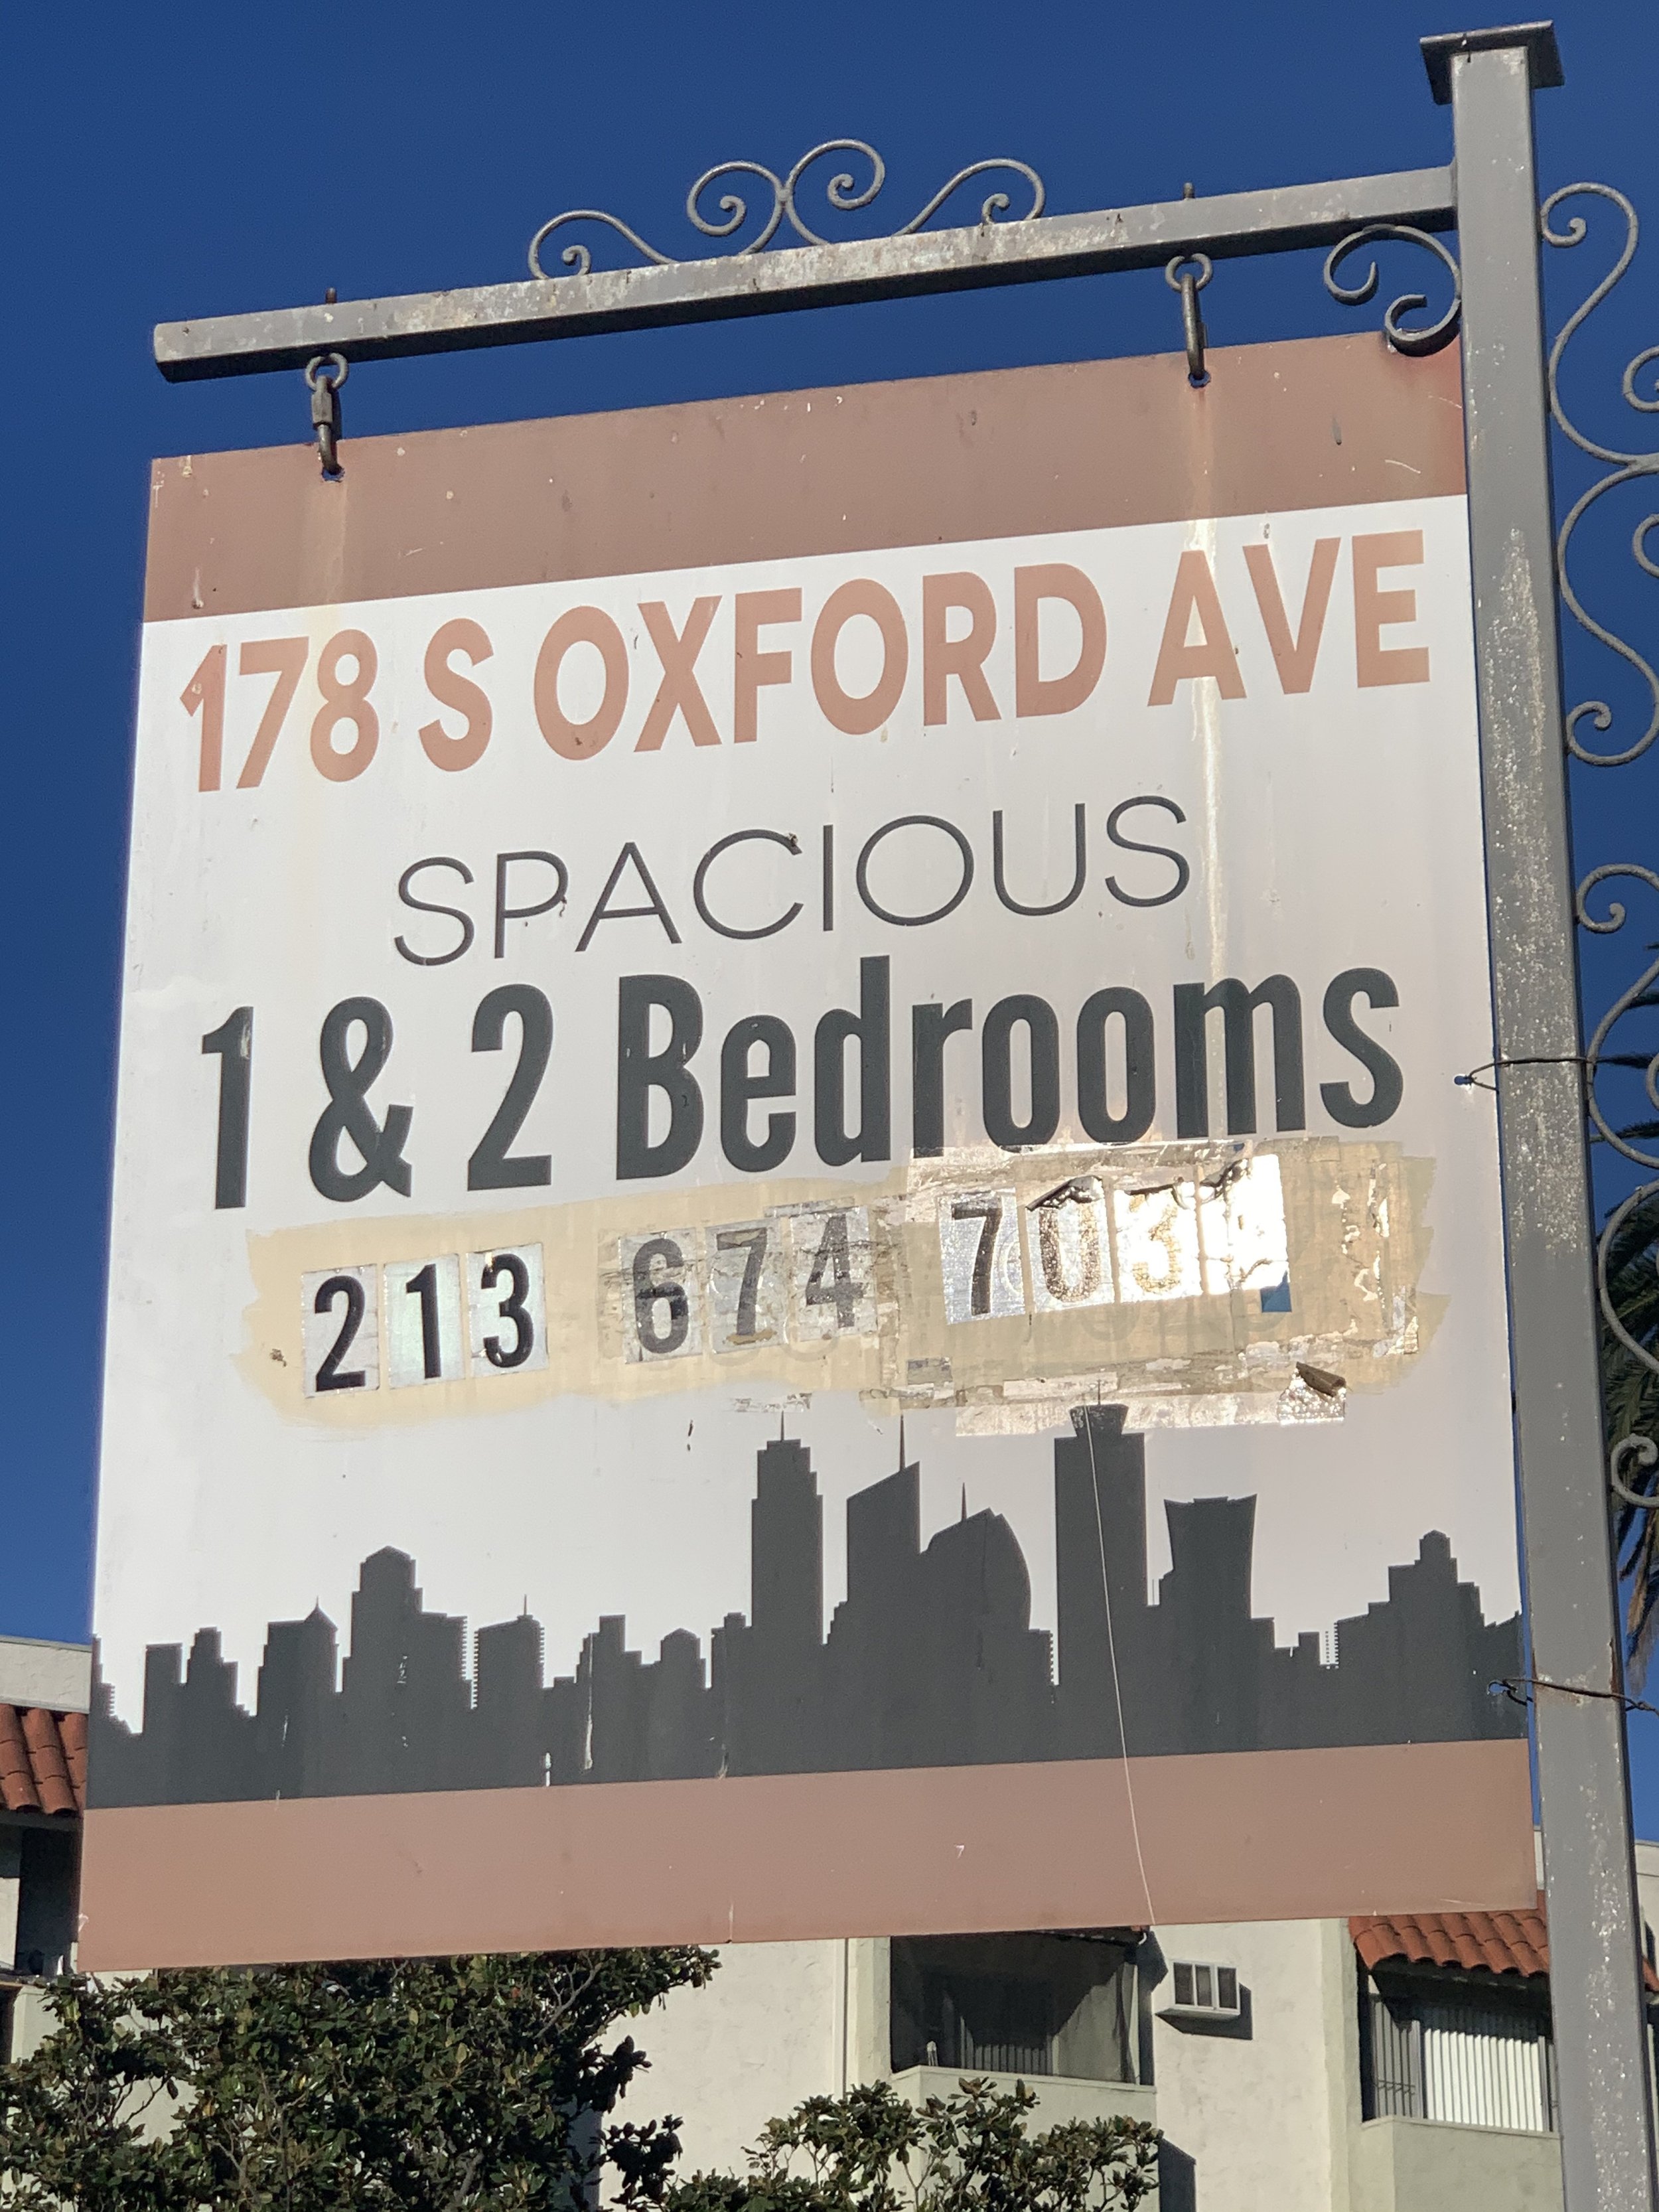 178 S OXFORD AVE
SPACIOUS
1 & 2 Bedrooms
213 674